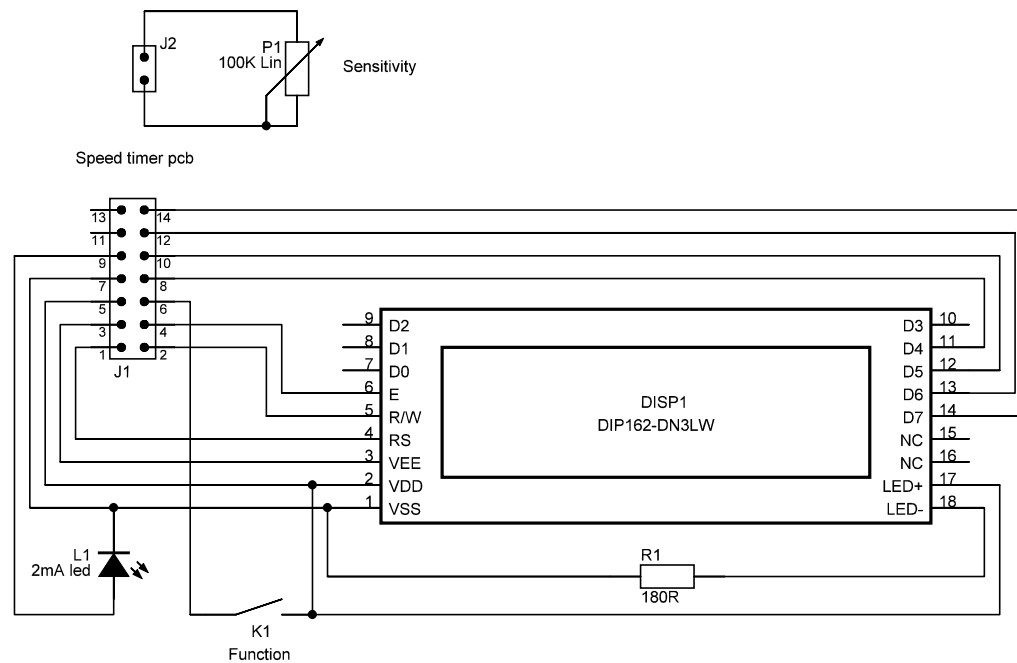 J2
P1
100K Lin
Sensitivity
Speed timer pcb
13 14
11 12
9 10
7 8
5 6
3 4
1 2
J1
9 D2
8 D1
7 D0
6 E
5 R/W
4 RS
3 VEE
2 VDD
1 VSS
DISP1
DIP162-DN3LW
D3 10
D4 11
D5 12
D6 13
D7 14
NC 15
NC 16
LED+ 17
LED- 18
L1
2mA led
R1
180R
K1
Function